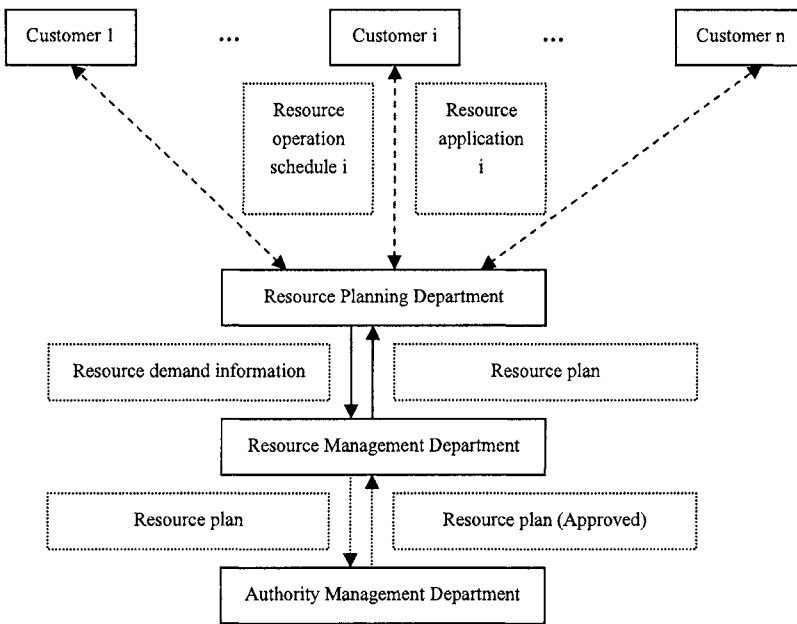 Customer 1 ... Customer i ... Customer n
Resource
operation
schedule i
Resource
application
i
Resource Planning Department
Resource demand information
Resource plan
Resource Management Department
Resource plan
Resource plan (Approved)
Authority Management Department